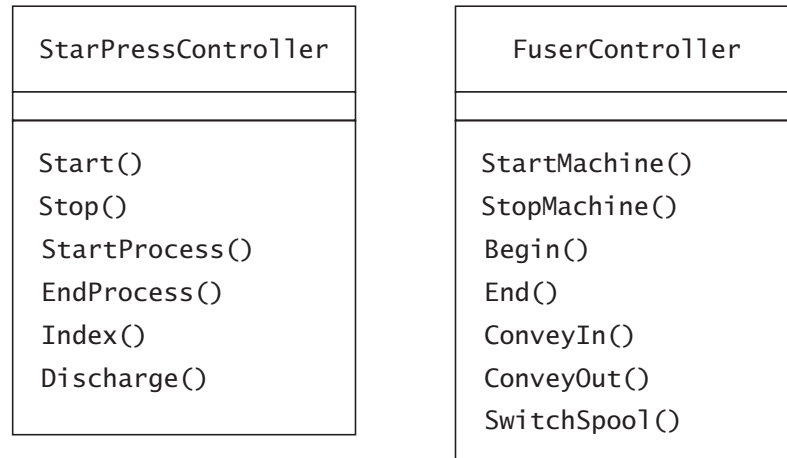 StarPressController
Start()
Stop()
StartProcess()
EndProcess()
Index()
Discharge()
FuserController
StartMachine()
StopMachine()
Begin()
End()
ConveyIn()
ConveyOut()
SwitchSpool()